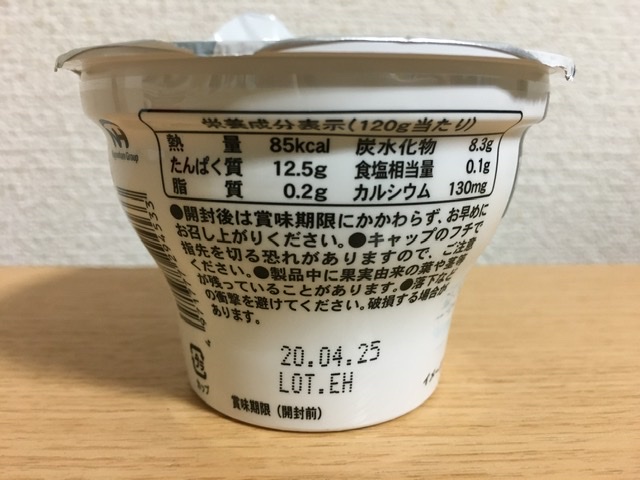 栄養成分表示(120g当たり)
熱量 85kcal 炭水化物 8.3g
たんぱく質 12.5g 食塩相当量 0.1g
脂質 0.2g カルシウム 130mg
●開封後は賞味期限にかかわらず、お早めに
お召し上がりください。●キャップのフチで
指先を切る恐れがありますので、ご注意
ください。●製品中に果実由来の葉や茎等
が残っていることがあります。●落下など
の衝撃を避けてください。破損する場合が
あります。
20.04.25
LOT.EH
カップ
賞味期限(開封前)